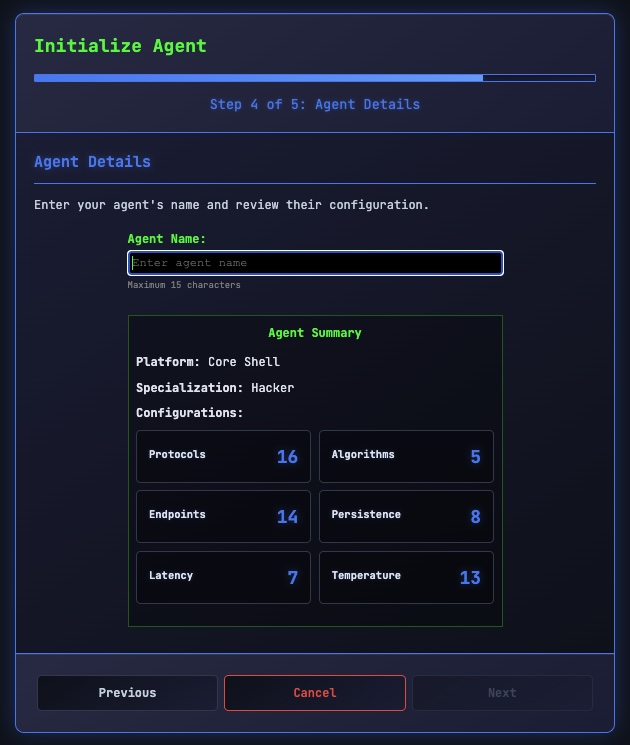 Initialize Agent
Step 4 of 5: Agent Details
Agent Details
Enter your agent's name and review their configuration.
Agent Name:
Enter agent name
Maximum 15 characters
Agent Summary
Platform: Core Shell
Specialization: Hacker
Configurations:
Protocols 16
Algorithms 5
Endpoints 14
Persistence 8
Latency 7
Temperature 13
Previous
Cancel
Next